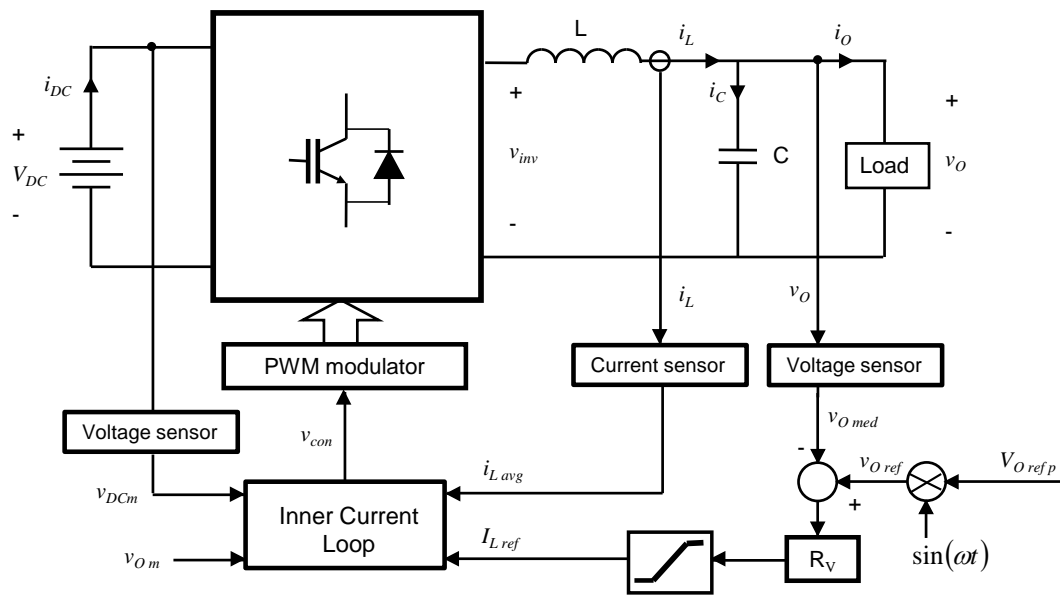 L
i_L
i_O
i_DC
+
V_DC
-
+
v_inv
-
i_C
C
Load
+
v_O
-
i_L
v_O
PWM modulator
Current sensor
Voltage sensor
Voltage sensor
v_con
v_O med
-
v_O ref
V_O ref p
+
i_L avg
v_DCm
Inner Current
Loop
I_L ref
v_O m
R_V
sin(ωt)